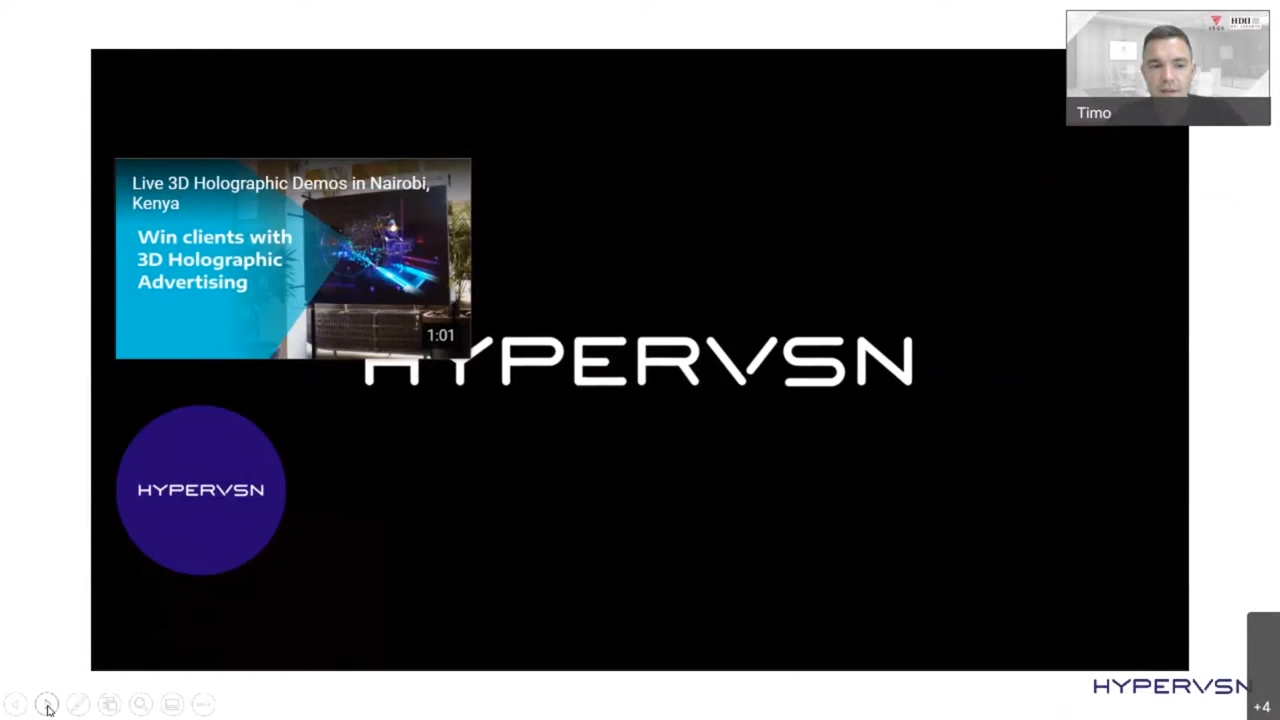 VEGA
Timo
Live 3D Holographic Demos in Nairobi,
Kenya
Win clients with
3D Holographic
Advertising
1:01
HYPERVSN
HYPERVSN
HYPERVSN
+4